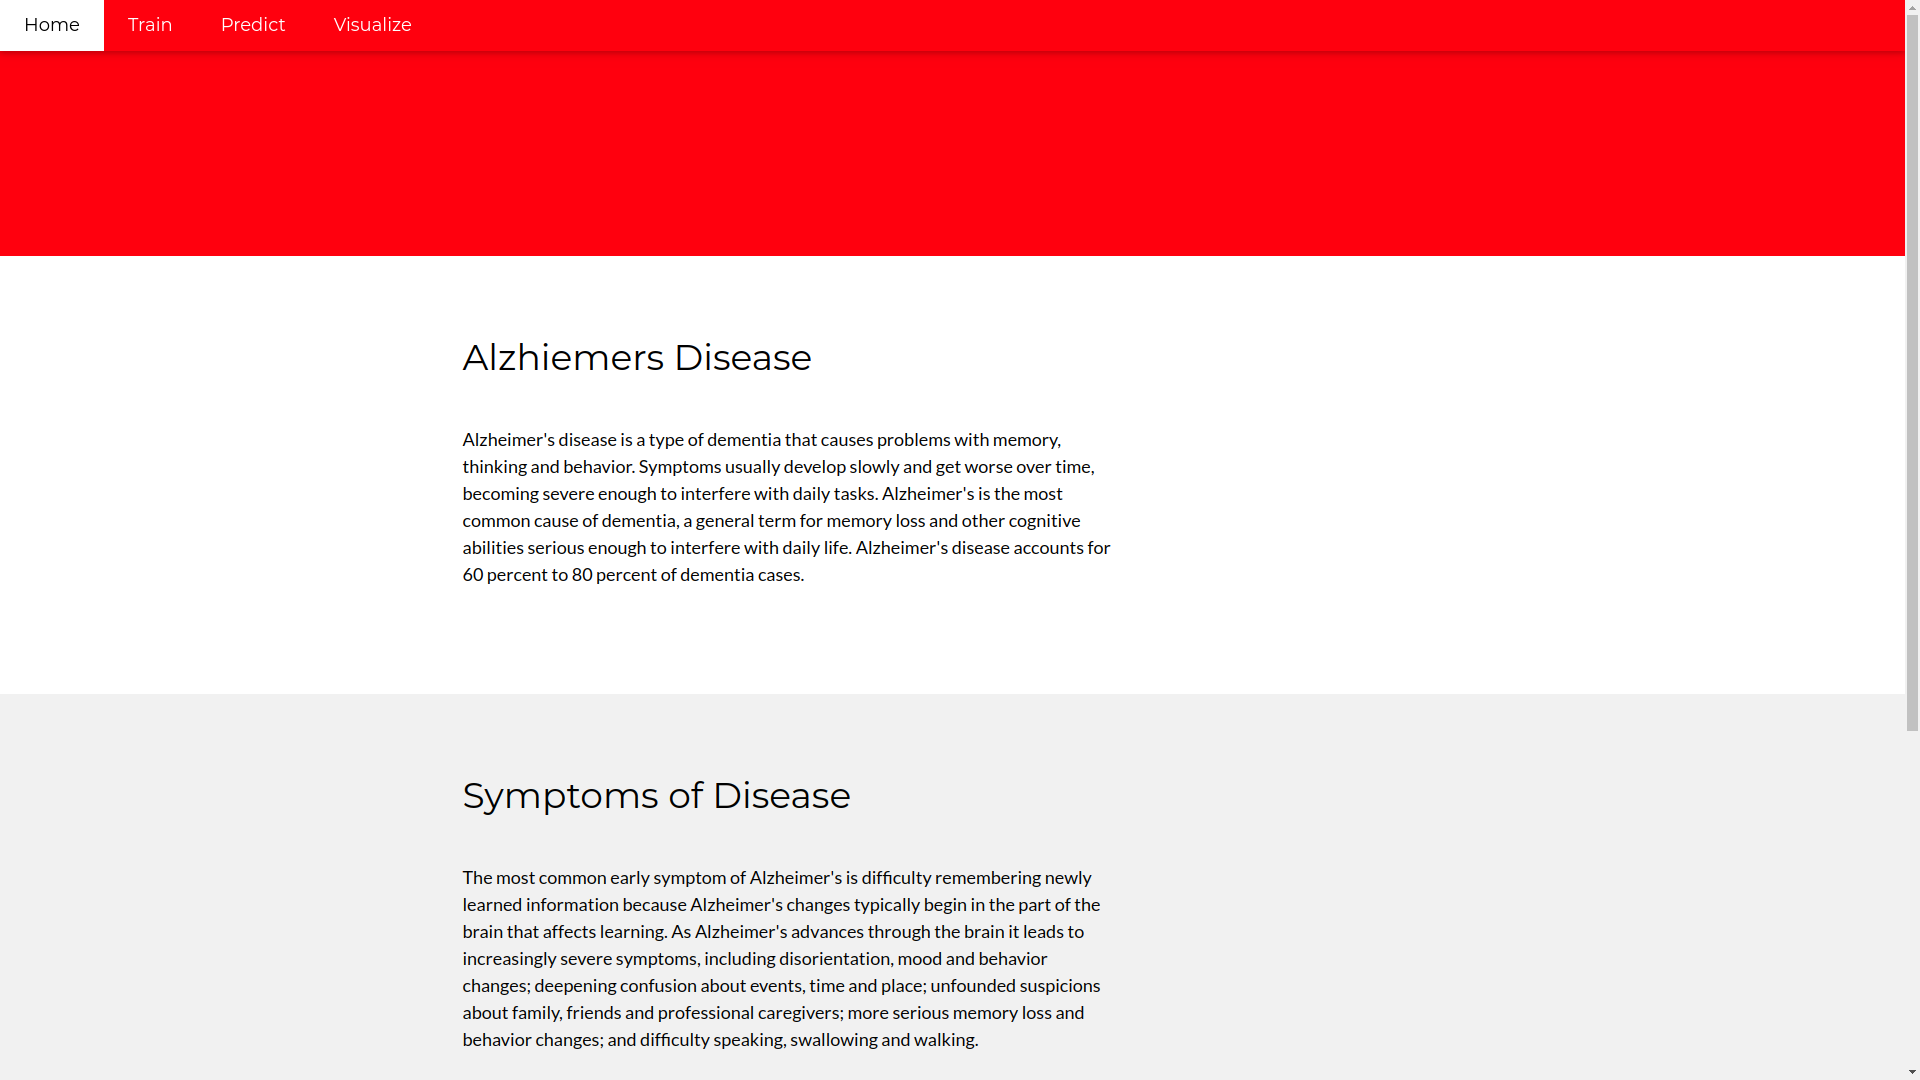 Home Train Predict Visualize
Alzhiemers Disease
Alzheimer's disease is a type of dementia that causes problems with memory,
thinking and behavior. Symptoms usually develop slowly and get worse over time,
becoming severe enough to interfere with daily tasks. Alzheimer's is the most
common cause of dementia, a general term for memory loss and other cognitive
abilities serious enough to interfere with daily life. Alzheimer's disease accounts for
60 percent to 80 percent of dementia cases.
Symptoms of Disease
The most common early symptom of Alzheimer's is difficulty remembering newly
learned information because Alzheimer's changes typically begin in the part of the
brain that affects learning. As Alzheimer's advances through the brain it leads to
increasingly severe symptoms, including disorientation, mood and behavior
changes; deepening confusion about events, time and place; unfounded suspicions
about family, friends and professional caregivers; more serious memory loss and
behavior changes; and difficulty speaking, swallowing and walking.